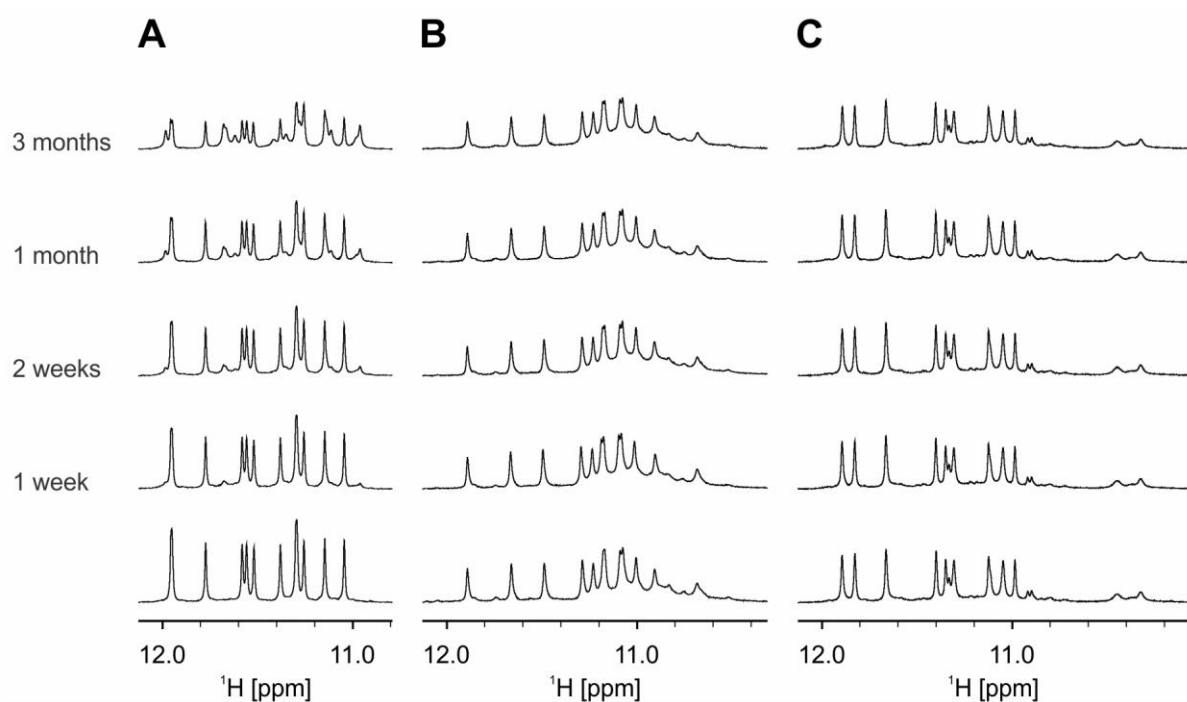 A B C
3 months
1 month
2 weeks
1 week
12.0 11.0 12.0 11.0 12.0 11.0
¹H [ppm] ¹H [ppm] ¹H [ppm]